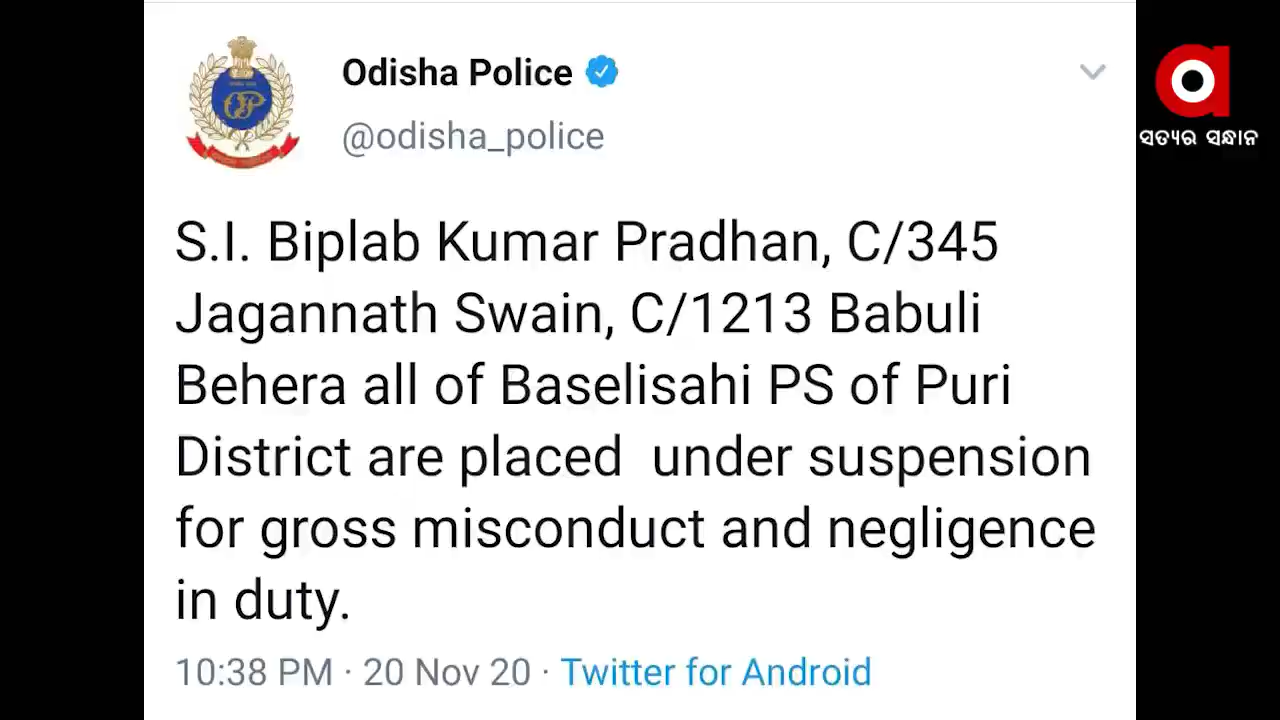 Odisha Police
@odisha_police
ସତ୍ୟର ସନ୍ଧାନ
S.I. Biplab Kumar Pradhan, C/345
Jagannath Swain, C/1213 Babuli
Behera all of Baselisahi PS of Puri
District are placed  under suspension
for gross misconduct and negligence
in duty.
10:38 PM · 20 Nov 20 · Twitter for Android